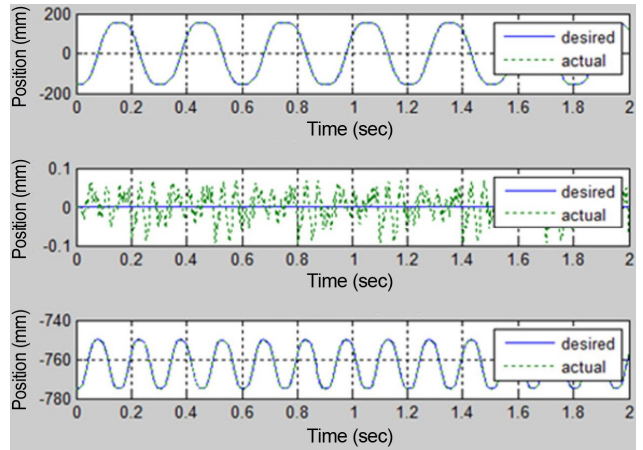 Position (mm)
200
0
-200
desired
actual
0 0.2 0.4 0.6 0.8 1 1.2 1.4 1.6 1.8 2
Time (sec)
Position (mm)
0.1
0
-0.1
desired
actual
0 0.2 0.4 0.6 0.8 1 1.2 1.4 1.6 1.8 2
Time (sec)
Position (mm)
-740
-760
-780
desired
actual
0 0.2 0.4 0.6 0.8 1 1.2 1.4 1.6 1.8 2
Time (sec)